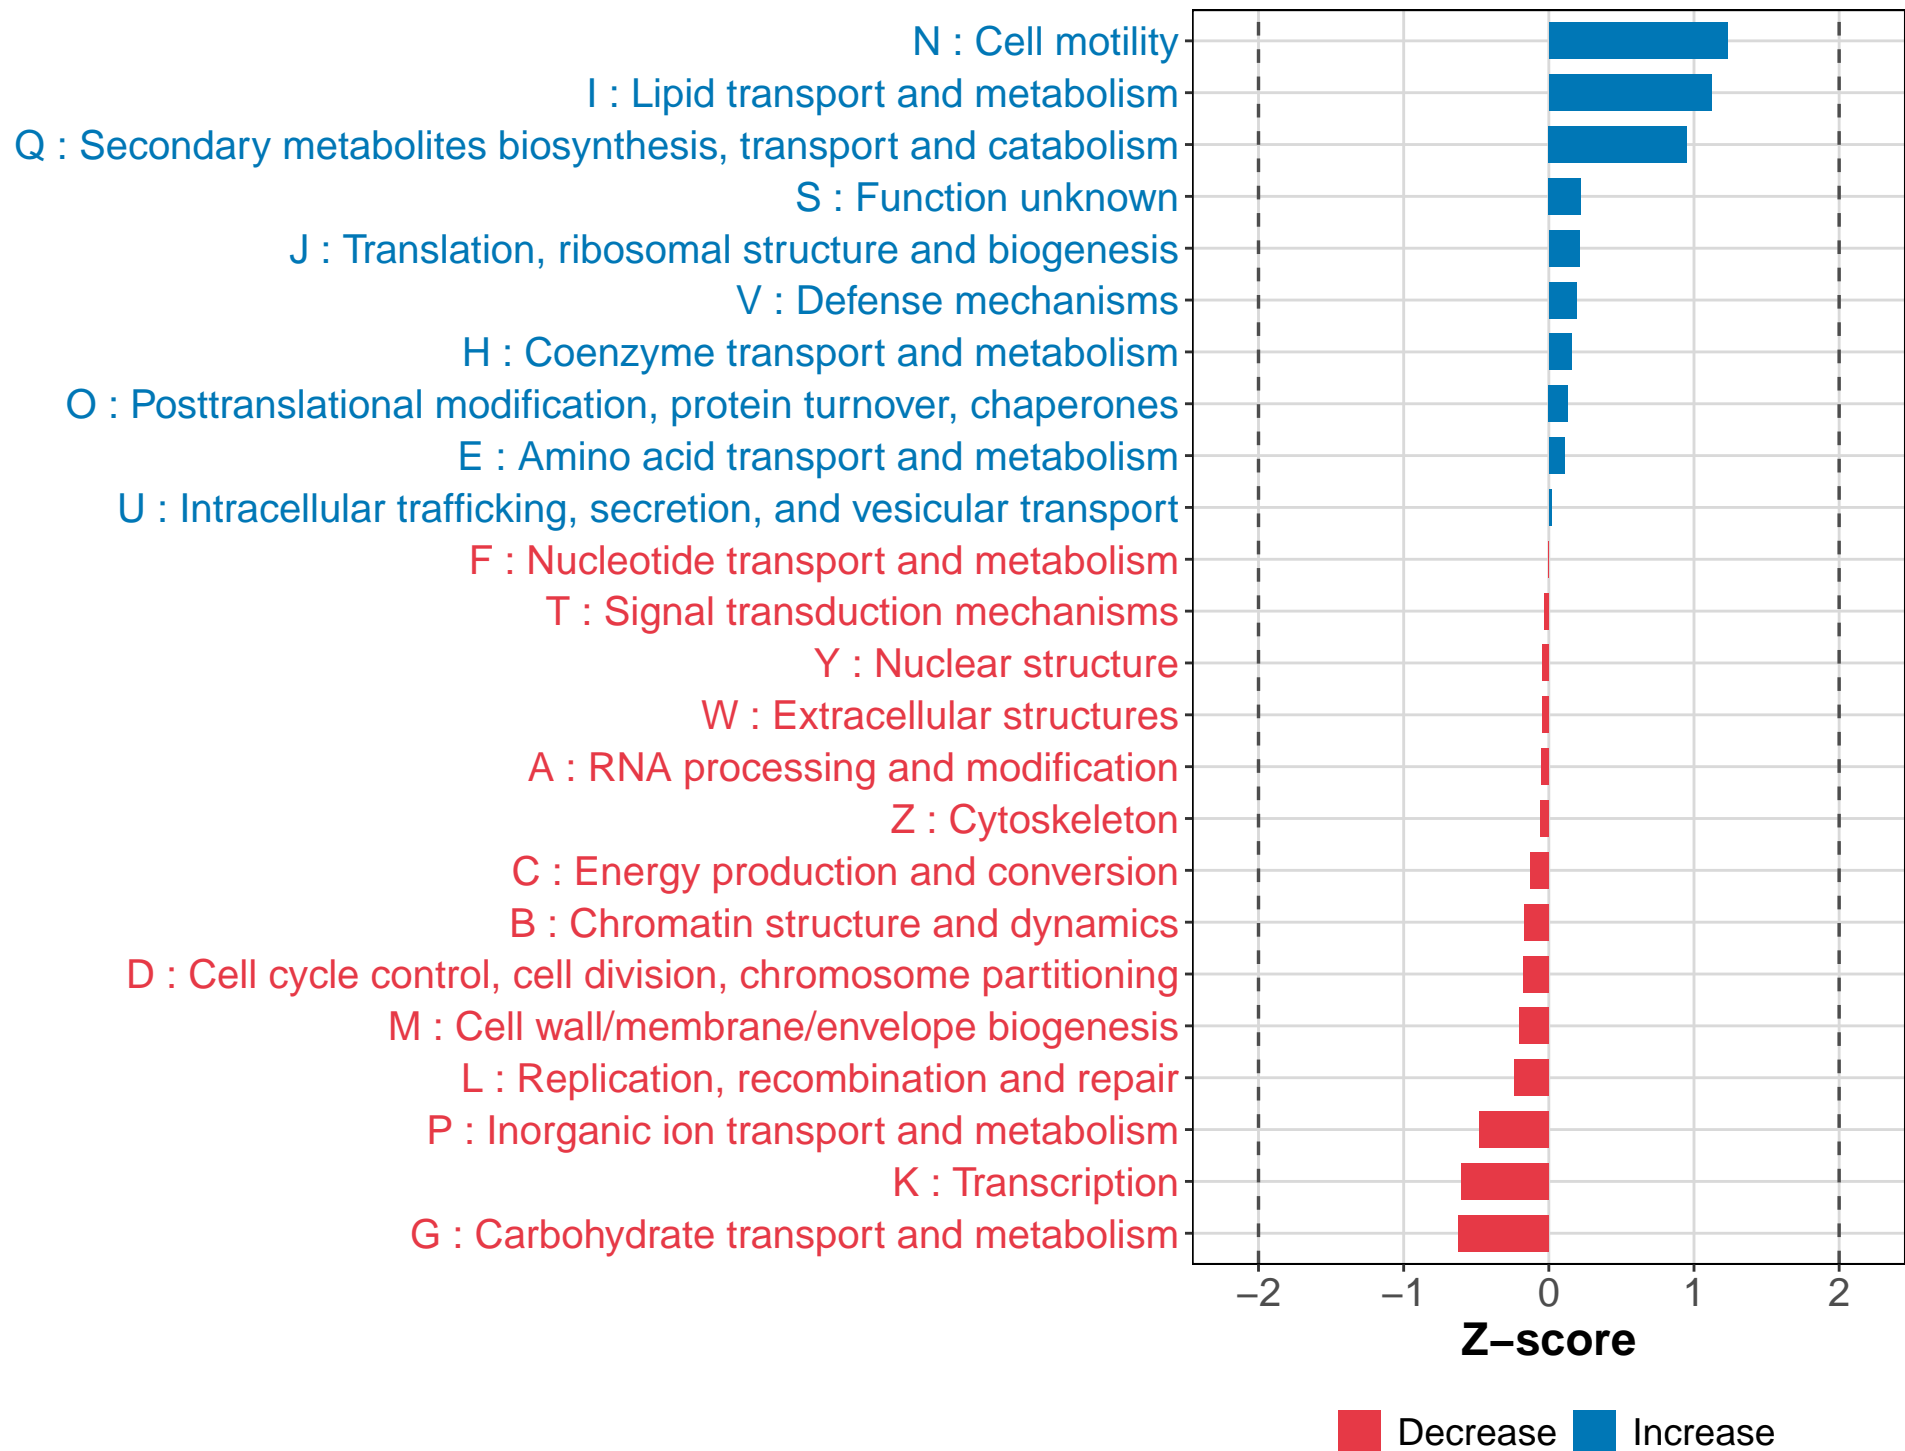 N : Cell motility
I : Lipid transport and metabolism
Q : Secondary metabolites biosynthesis, transport and catabolism
S : Function unknown
J : Translation, ribosomal structure and biogenesis
V : Defense mechanisms
H : Coenzyme transport and metabolism
O : Posttranslational modification, protein turnover, chaperones
E : Amino acid transport and metabolism
U : Intracellular trafficking, secretion, and vesicular transport
F : Nucleotide transport and metabolism
T : Signal transduction mechanisms
Y : Nuclear structure
W : Extracellular structures
A : RNA processing and modification
Z : Cytoskeleton
C : Energy production and conversion
B : Chromatin structure and dynamics
D : Cell cycle control, cell division, chromosome partitioning
M : Cell wall/membrane/envelope biogenesis
L : Replication, recombination and repair
P : Inorganic ion transport and metabolism
K : Transcription
G : Carbohydrate transport and metabolism
−2 −1 0 1 2
Z−score
Decrease Increase